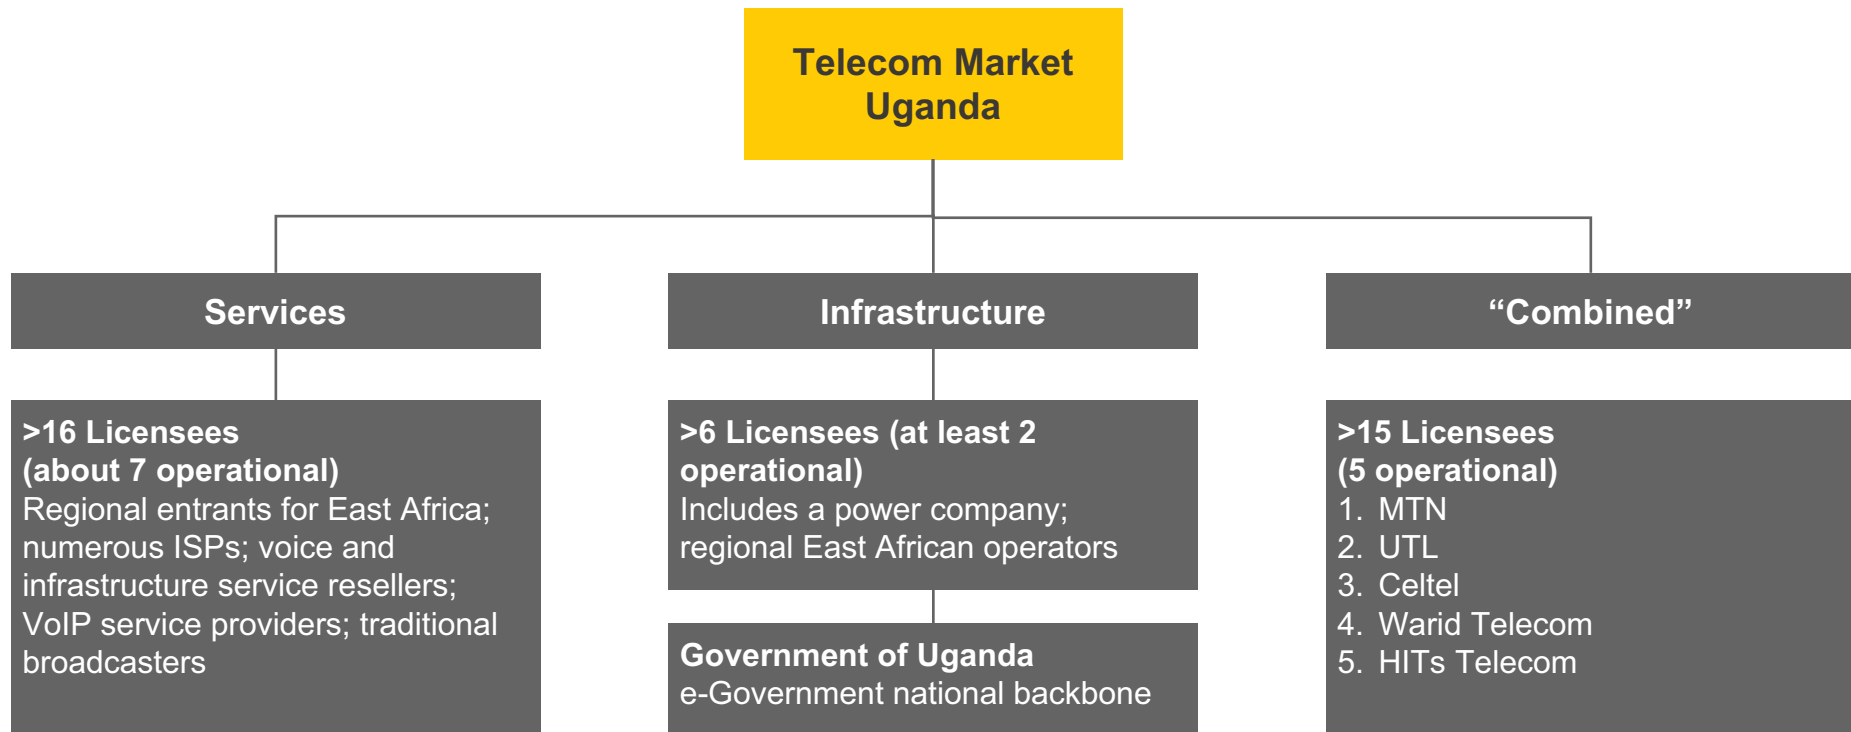 Telecom Market
Uganda
Services
>16 Licensees
(about 7 operational)
Regional entrants for East Africa;
numerous ISPs; voice and
infrastructure service resellers;
VoIP service providers; traditional
broadcasters
Infrastructure
>6 Licensees (at least 2
operational)
Includes a power company;
regional East African operators
Government of Uganda
e-Government national backbone
“Combined”
>15 Licensees
(5 operational)
1. MTN
2. UTL
3. Celtel
4. Warid Telecom
5. HITs Telecom